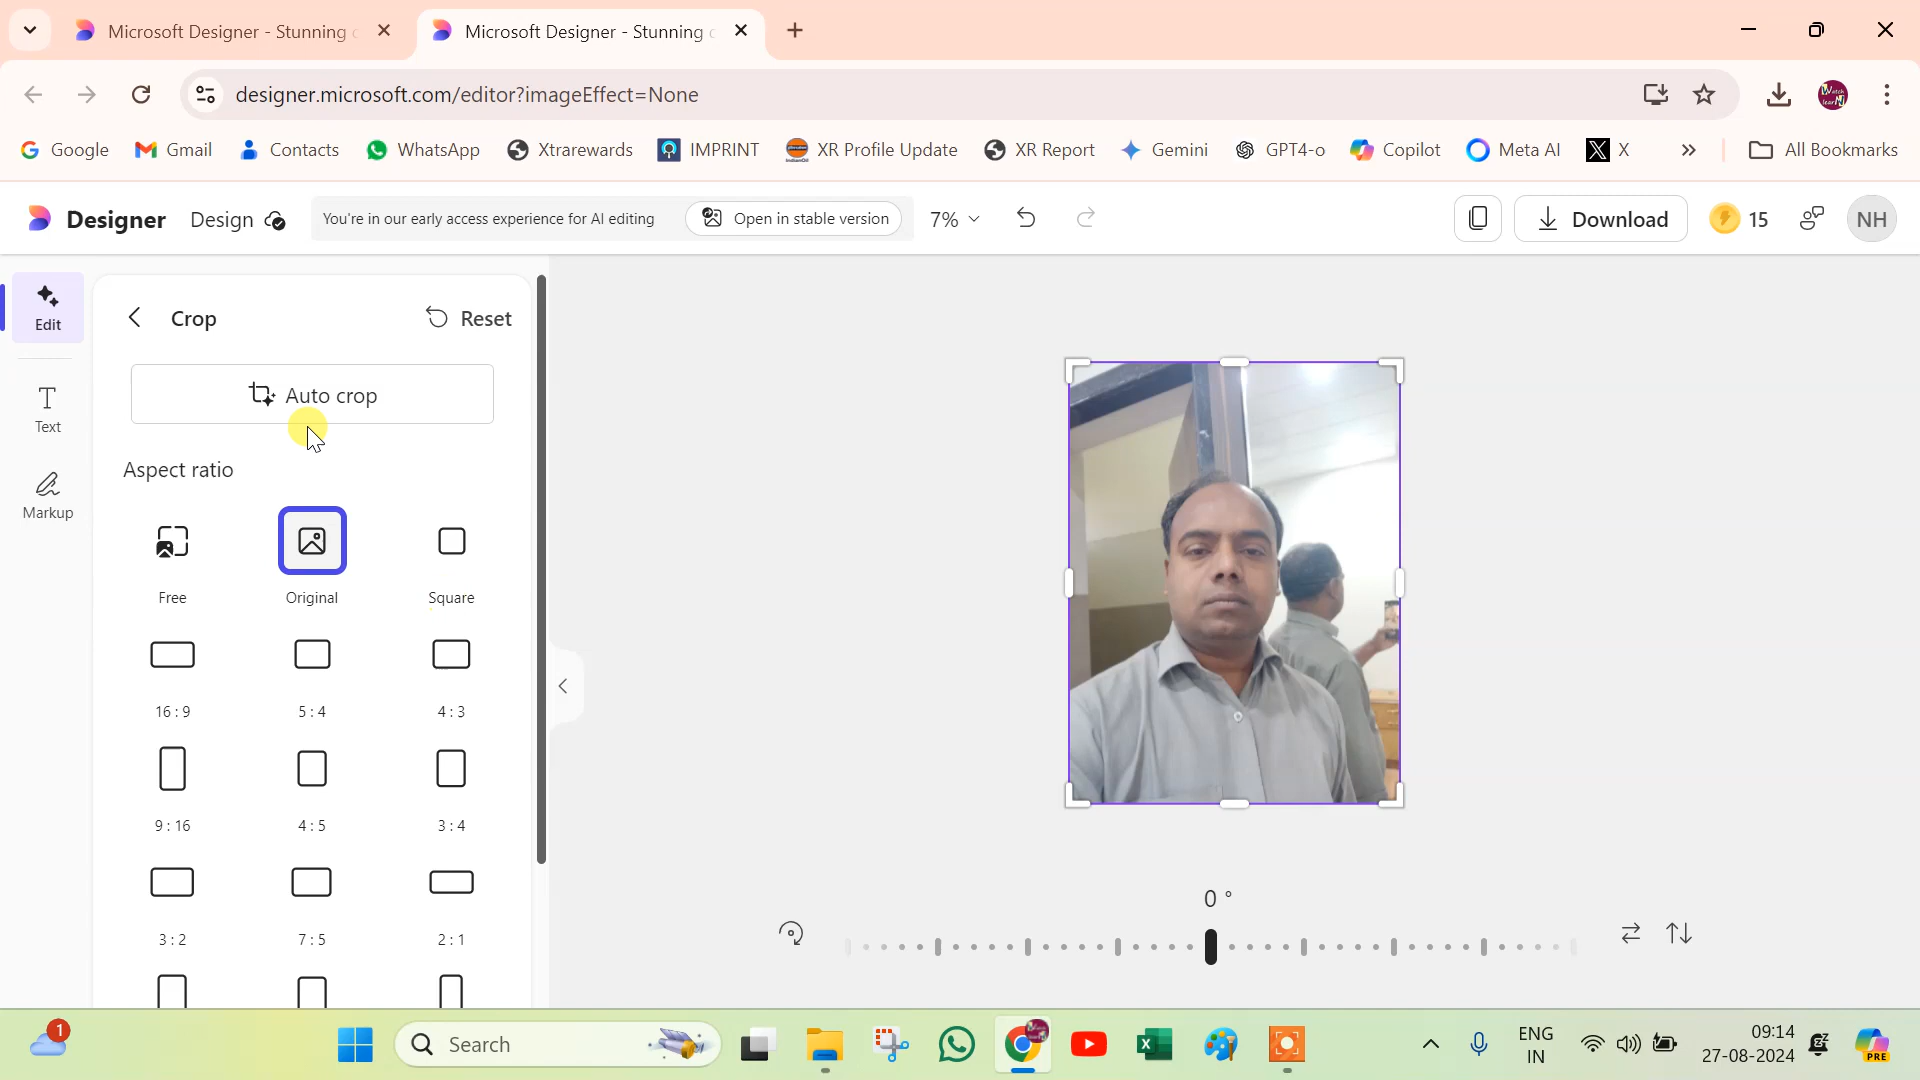 Microsoft Designer - Stunning
Microsoft Designer - Stunning
designer.microsoft.com/editor?imageEffect=None
Google Gmail Contacts WhatsApp Xtrarewards IMPRINT XR Profile Update XR Report Gemini GPT4-o Copilot Meta AI X » All Bookmarks
Designer Design You're in our early access experience for AI editing Open in stable version 7% Download 15 NH
Edit
Text
Markup
Crop Reset
Auto crop
Aspect ratio
Free Original Square
16 : 9 5 : 4 4 : 3
9 : 16 4 : 5 3 : 4
3 : 2 7 : 5 2 : 1
0 °
1
Search
ENG
IN
09:14
27-08-2024
PRE